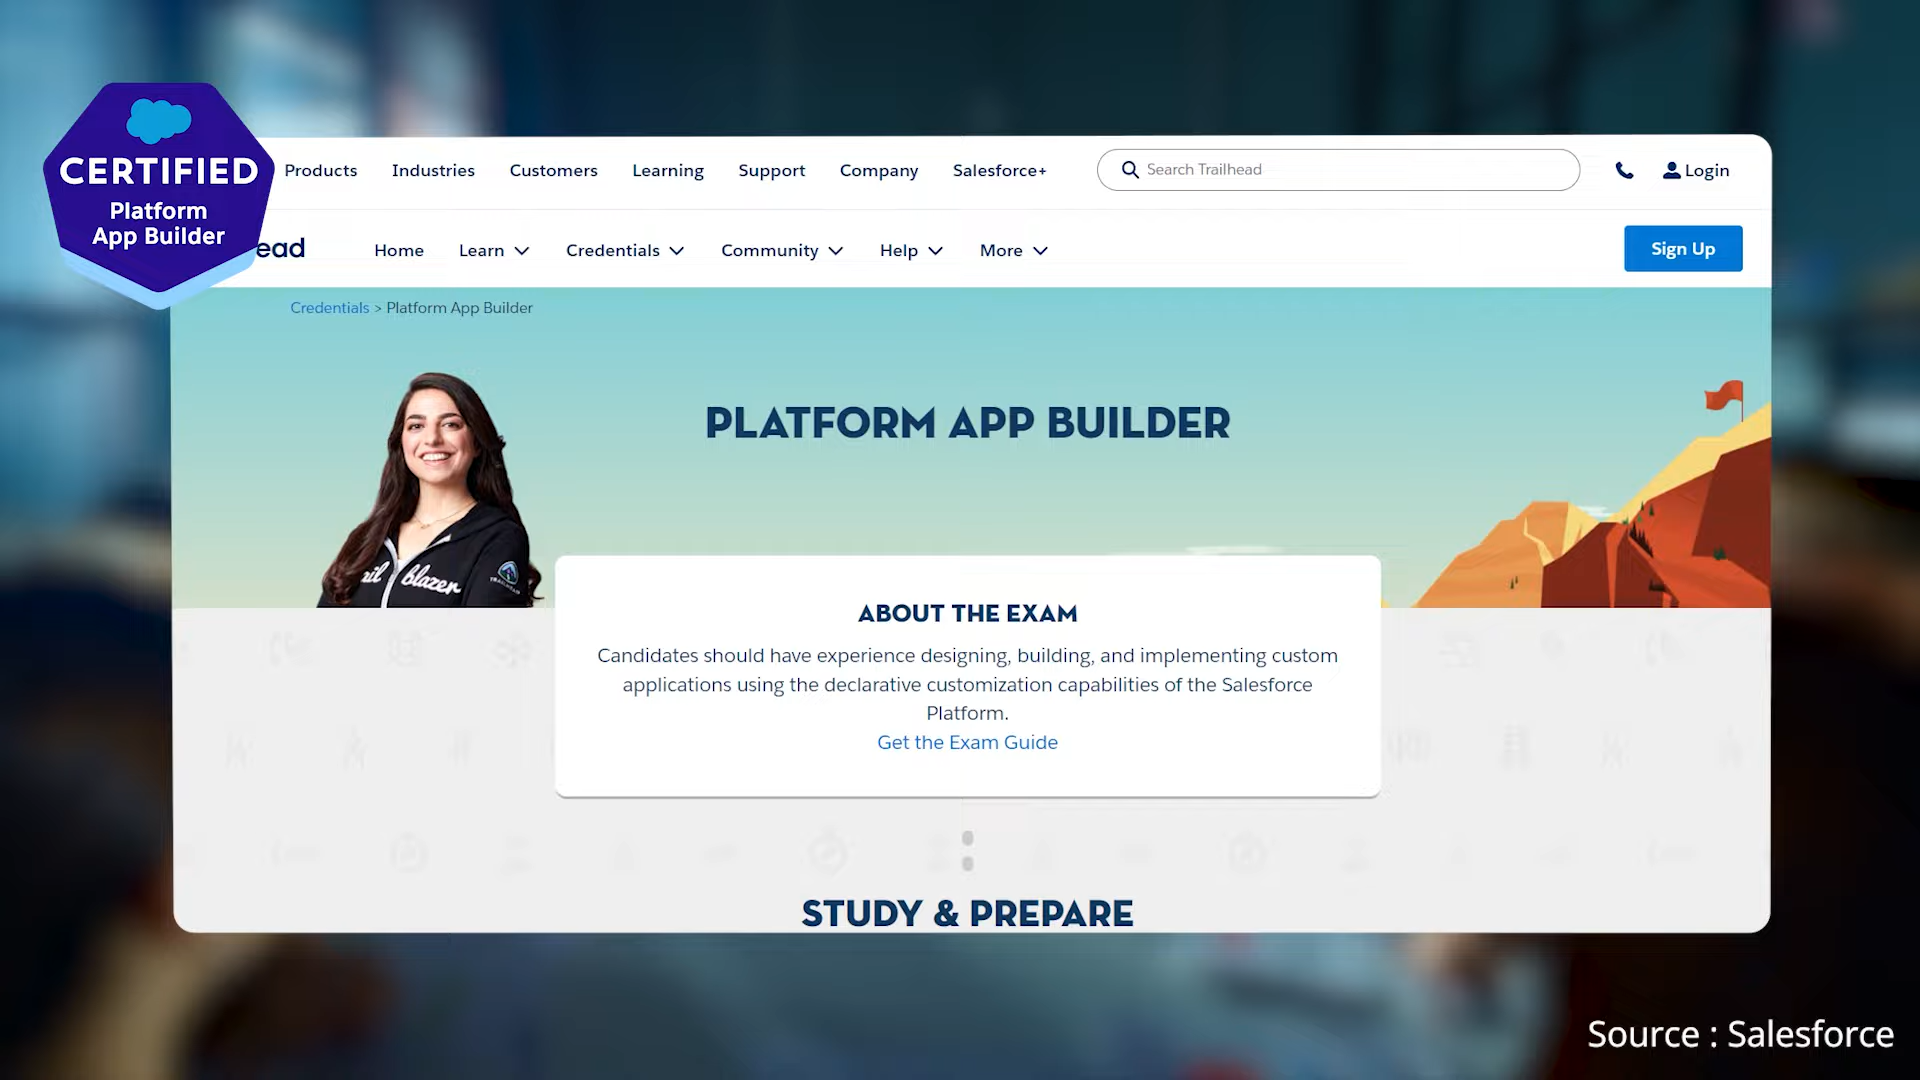 CERTIFIED
Platform
App Builder
Products Industries Customers Learning Support Company Salesforce+ Search Trailhead Login
ead Home Learn Credentials Community Help More Sign Up
Credentials > Platform App Builder
PLATFORM APP BUILDER
ail blazer
ABOUT THE EXAM
Candidates should have experience designing, building, and implementing custom
applications using the declarative customization capabilities of the Salesforce
Platform.
Get the Exam Guide
STUDY & PREPARE
Source : Salesforce